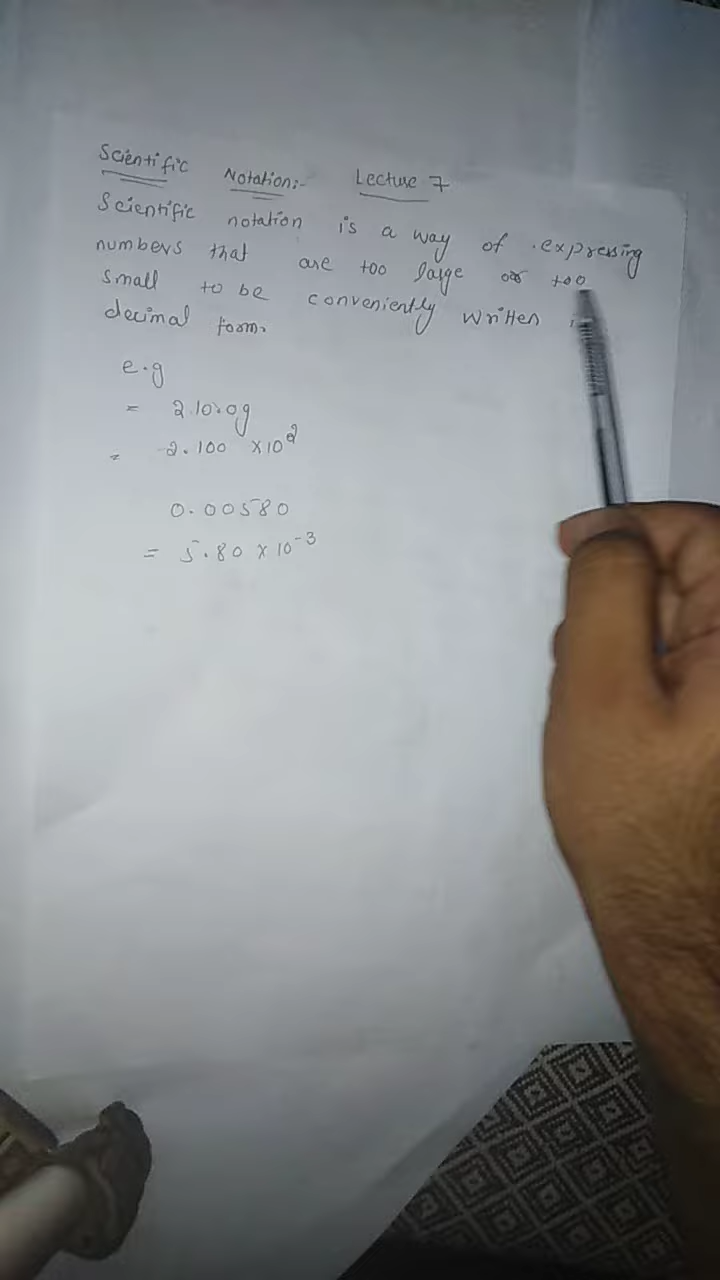 Scientific Notation:- Lecture 7
Scientific notation is a way of expressing
numbers that are too large or too
small to be conveniently written
decimal form.
e.g
= 210.0g
= 2.100 ×10²
0.00580
= 5.80 × 10⁻³